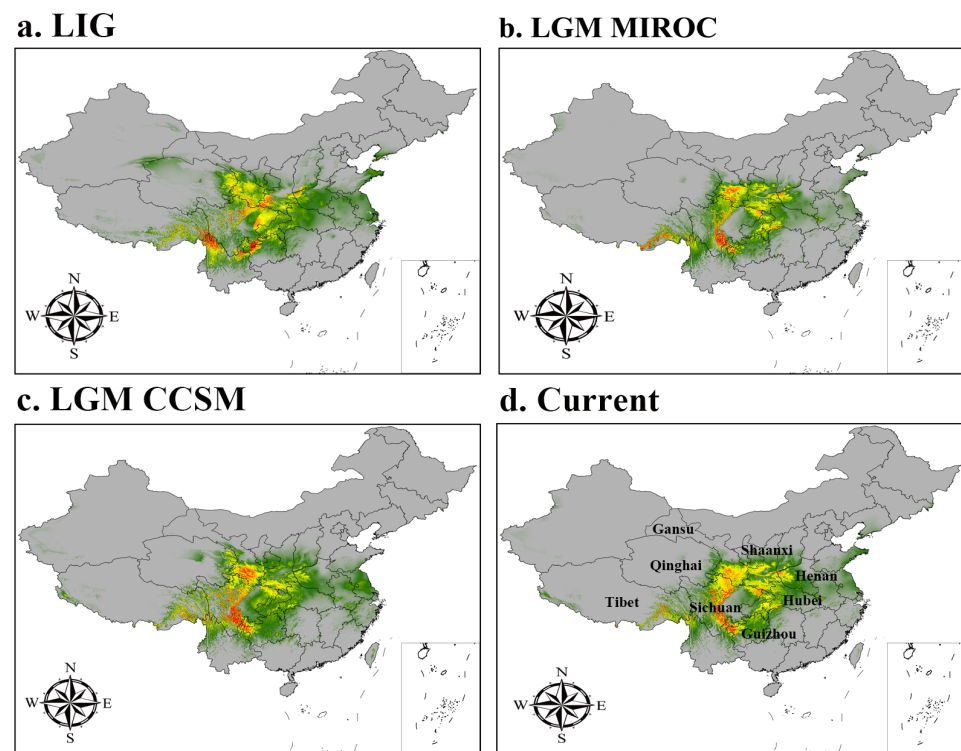 a. LIG
b. LGM MIROC
N
W E
S
N
W E
S
c. LGM CCSM
d. Current
N
W E
S
Gansu
Shaanxi
Qinghai
Henan
Tibet
Sichuan
Hubei
Guizhou
N
W E
S